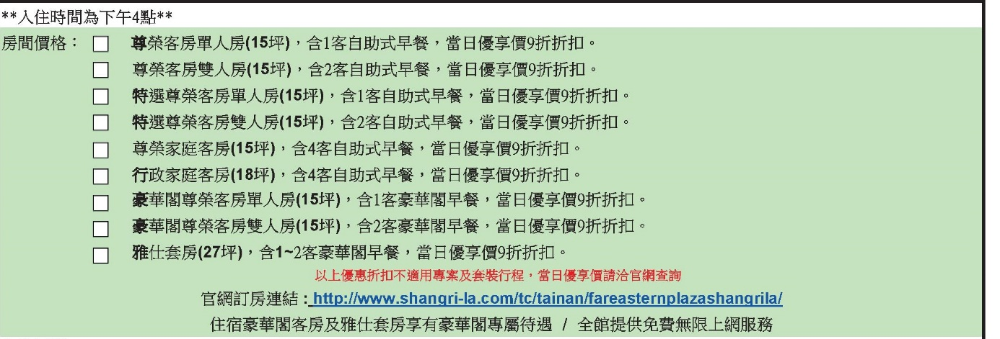 **入住時間為下午4點**
房間價格： □ 尊榮客房單人房(15坪)，含1客自助式早餐，當日優享價9折折扣。
□ 尊榮客房雙人房(15坪)，含2客自助式早餐，當日優享價9折折扣。
□ 特選尊榮客房單人房(15坪)，含1客自助式早餐，當日優享價9折折扣。
□ 特選尊榮客房雙人房(15坪)，含2客自助式早餐，當日優享價9折折扣。
□ 尊榮家庭客房(15坪)，含4客自助式早餐，當日優享價9折折扣。
□ 行政家庭客房(18坪)，含4客自助式早餐，當日優享價9折折扣。
□ 豪華閣尊榮客房單人房(15坪)，含1客豪華閣早餐，當日優享價9折折扣。
□ 豪華閣尊榮客房雙人房(15坪)，含2客豪華閣早餐，當日優享價9折折扣。
□ 雅仕套房(27坪)，含1~2客豪華閣早餐，當日優享價9折折扣。
以上優惠折扣不適用專案及套裝行程，當日優享價請洽官網查詢
官網訂房連結：http://www.shangri-la.com/tc/tainan/fareasternplazashangrila/
住宿豪華閣客房及雅仕套房享有豪華閣專屬待遇 / 全館提供免費無限上網服務